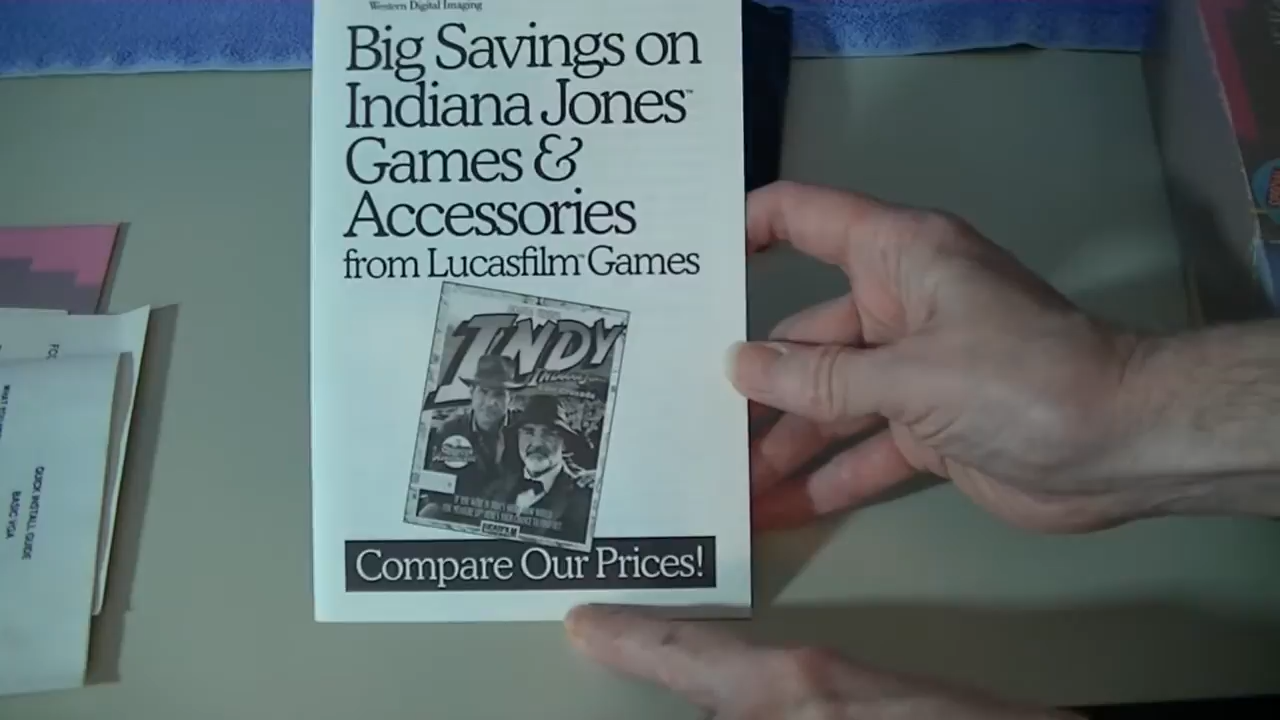 Western Digital Imaging
Big Savings on
Indiana Jones™
Games &
Accessories
from Lucasfilm™ Games
INDY
Indiana
Compare Our Prices!
QUICK INSTALL GUIDE
BASIC VGA